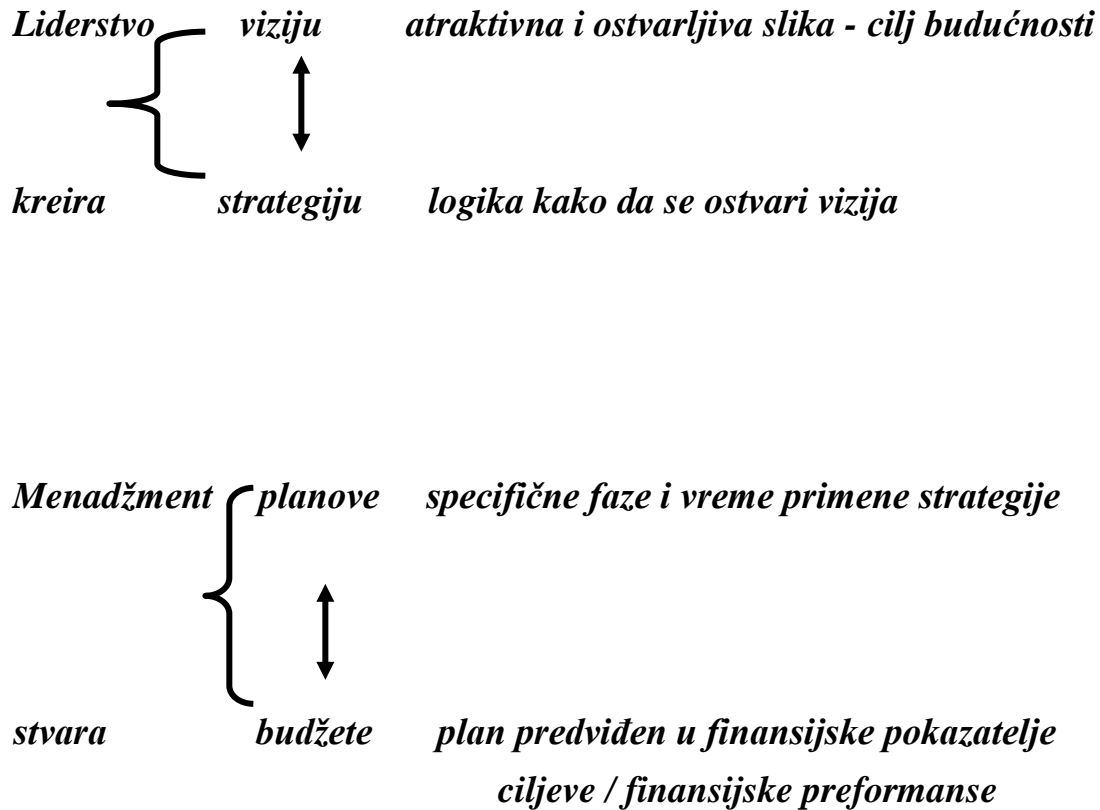 Liderstvo viziju atraktivna i ostvarljiva slika - cilj budućnosti
kreira strategiju logika kako da se ostvari vizija
Menadžment planove specifične faze i vreme primene strategije
stvara budžete plan predviđen u finansijske pokazatelje
ciljeve / finansijske preformanse